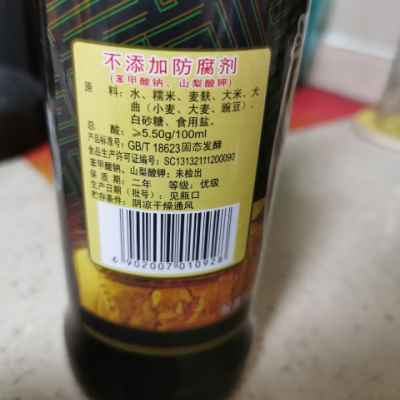 不添加防腐剂
(苯甲酸钠、山梨酸钾)
原 料:水、糯米、麦麸、大米、大
曲(小麦、大麦、豌豆)、
白砂糖、食用盐。
总 酸:≥5.50g/100ml
产品标准号:GB/T 18623固态发酵
食品生产许可证编号:SC13132111200090
苯甲酸钠、山梨酸钾:未检出
保 质 期:二年 等级:优级
生产日期(批号):见瓶口
贮存条件:阴凉干燥通风
6 902007 010928